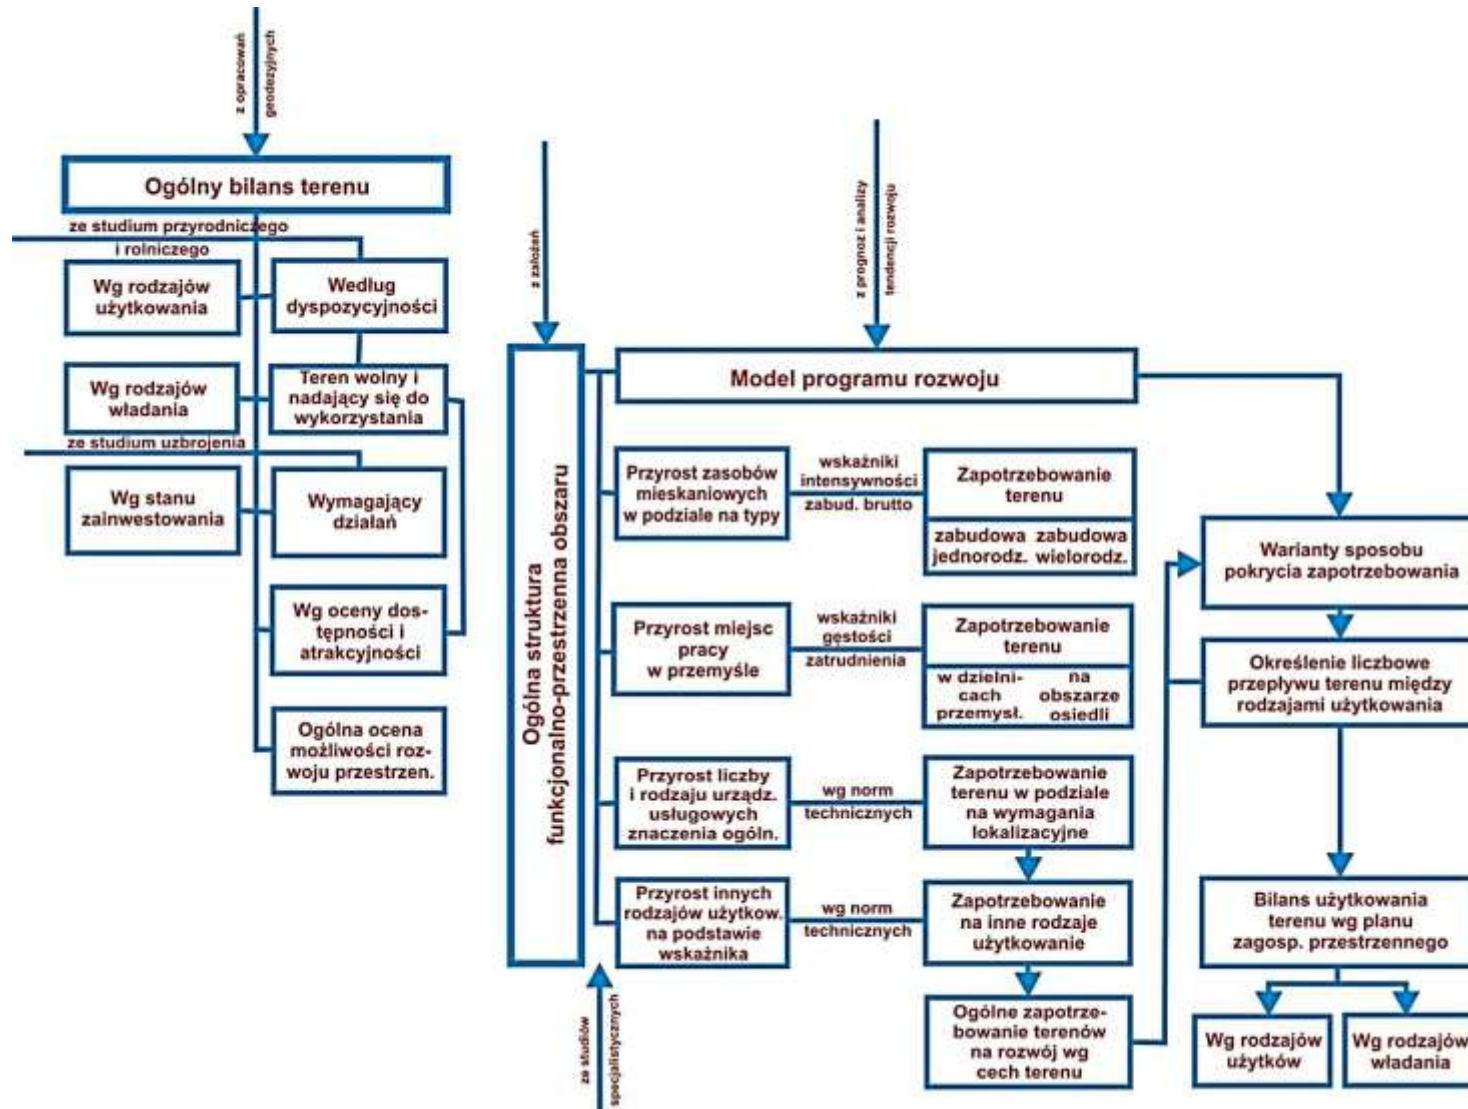 z opracowań
geodezyjnych
Ogólny bilans terenu
ze studium przyrodniczego
i rolniczego
Wg rodzajów
użytkowania
Według
dyspozycyjności
Wg rodzajów
władania
Teren wolny i
nadający się do
wykorzystania
ze studium uzbrojenia
Wg stanu
zainwestowania
Wymagający
działań
Wg oceny dos-
tępności i
atrakcyjności
Ogólna ocena
możliwości roz-
woju przestrzen.
z założeń
Ogólna struktura
funkcjonalno-przestrzenna obszaru
ze studiów
specjalistycznych
z prognoz i analizy
tendencji rozwoju
Model programu rozwoju
Przyrost zasobów
mieskaniowych
w podziale na typy
wskaźniki
intensywności
zabud. brutto
Zapotrzebowanie
terenu
zabudowa zabudowa
jednorodz. wielorodz.
Przyrost miejsc
pracy
w przemyśle
wskaźniki
gęstości
zatrudnienia
Zapotrzebowanie
terenu
w dzielni-
cach
przemysł.
na
obszarze
osiedli
Przyrost liczby
i rodzaju urządz.
usługowych
znaczenia ogóln.
wg norm
technicznych
Zapotrzebowanie
terenu w podziale
na wymagania
lokalizacyjne
Przyrost innych
rodzajów użytkow.
na podstawie
wskaźnika
wg norm
technicznych
Zapotrzebowanie
na inne rodzaje
użytkowanie
Ogólne zapotrze-
bowanie terenów
na rozwój wg
cech terenu
Warianty sposobu
pokrycia zapotrzebowania
Określenie liczbowe
przepływu terenu między
rodzajami użytkowania
Bilans użytkowania
terenu wg planu
zagosp. przestrzennego
Wg rodzajów
użytków
Wg rodzajów
władania